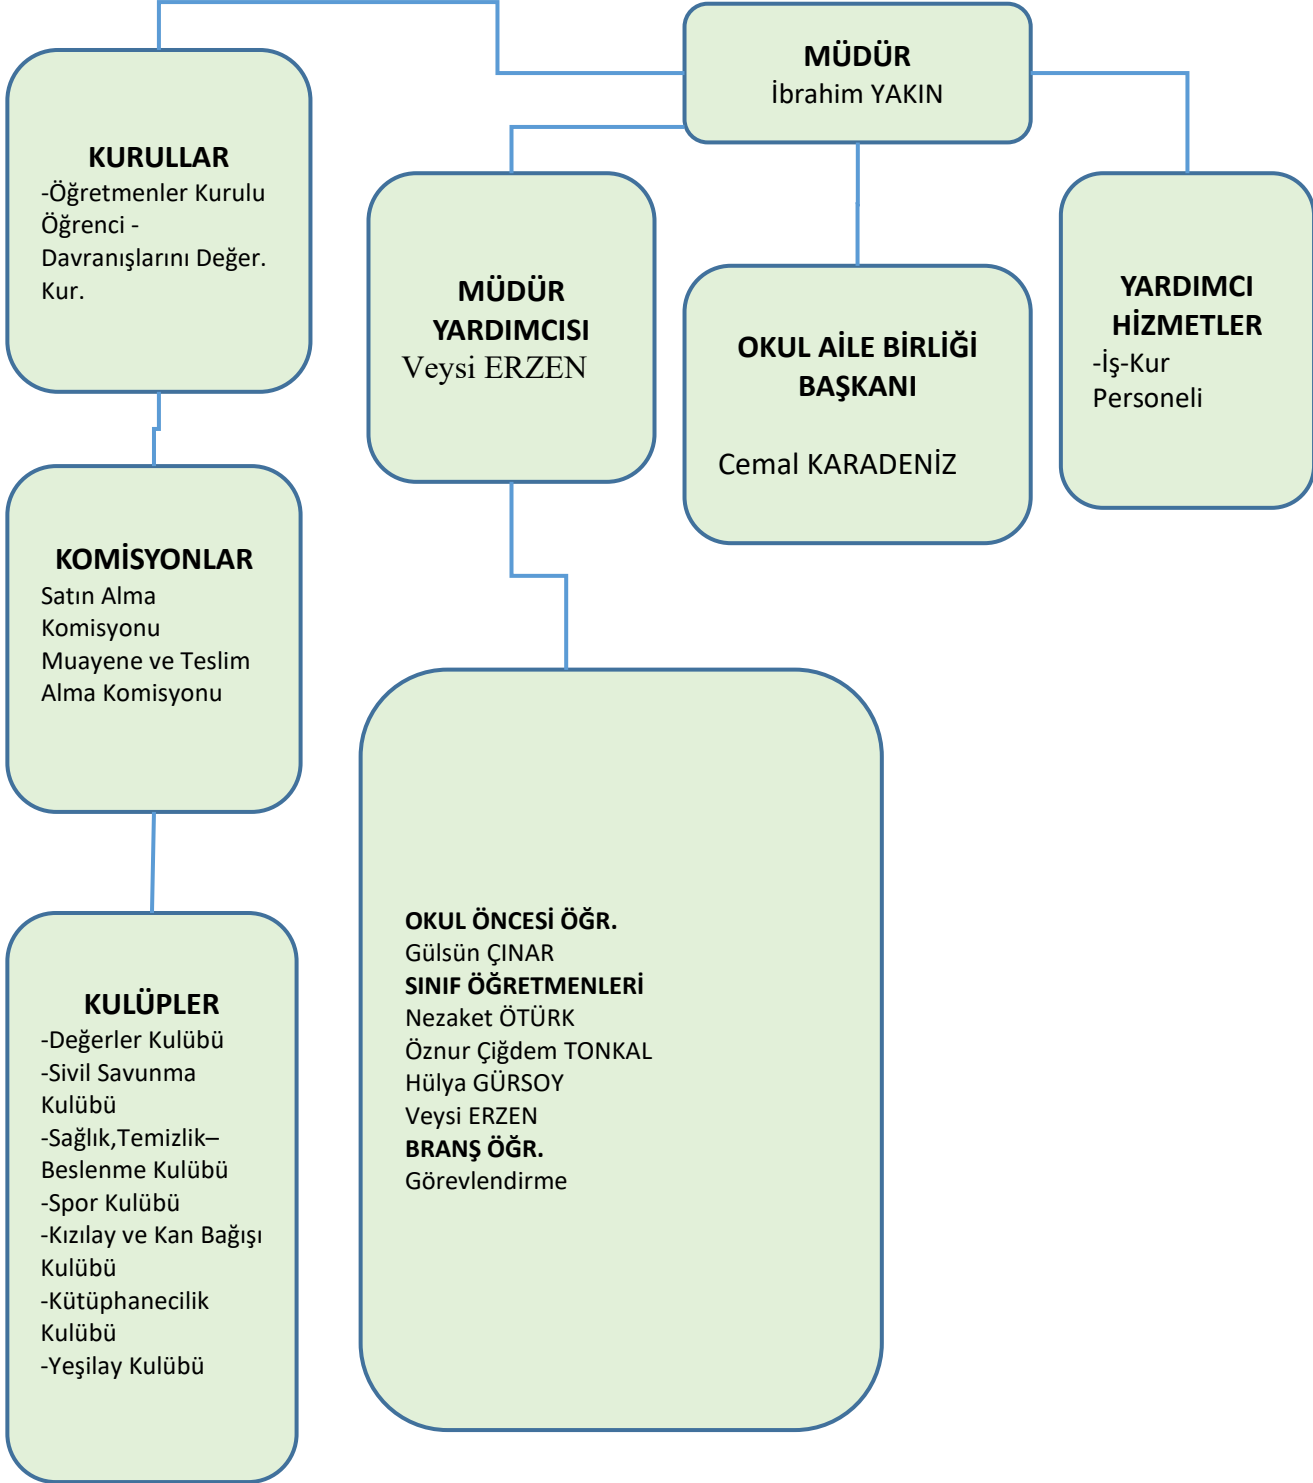 MÜDÜR
İbrahim YAKIN
KURULLAR
-Öğretmenler Kurulu
Öğrenci -
Davranışlarını Değer.
Kur.
MÜDÜR
YARDIMCISI
Veysi ERZEN
OKUL AİLE BİRLİĞİ
BAŞKANI
Cemal KARADENİZ
YARDIMCI
HİZMETLER
-İş-Kur
Personeli
KOMİSYONLAR
Satın Alma
Komisyonu
Muayene ve Teslim
Alma Komisyonu
KULÜPLER
-Değerler Kulübü
-Sivil Savunma
Kulübü
-Sağlık,Temizlik–
Beslenme Kulübü
-Spor Kulübü
-Kızılay ve Kan Bağışı
Kulübü
-Kütüphanecilik
Kulübü
-Yeşilay Kulübü
OKUL ÖNCESİ ÖĞR.
Gülsün ÇINAR
SINIF ÖĞRETMENLERİ
Nezaket ÖTÜRK
Öznur Çiğdem TONKAL
Hülya GÜRSOY
Veysi ERZEN
BRANŞ ÖĞR.
Görevlendirme